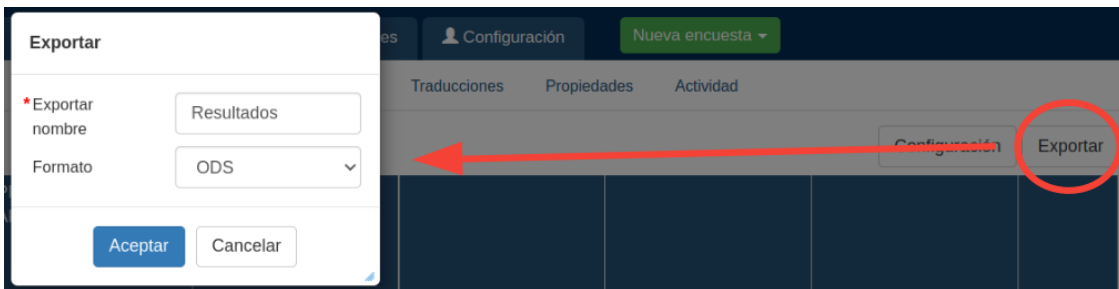 Exportar
es
Configuración
Nueva encuesta
Traducciones
Propiedades
Actividad
*Exportar
nombre
Resultados
Configuración
Exportar
Formato
ODS
Aceptar
Cancelar